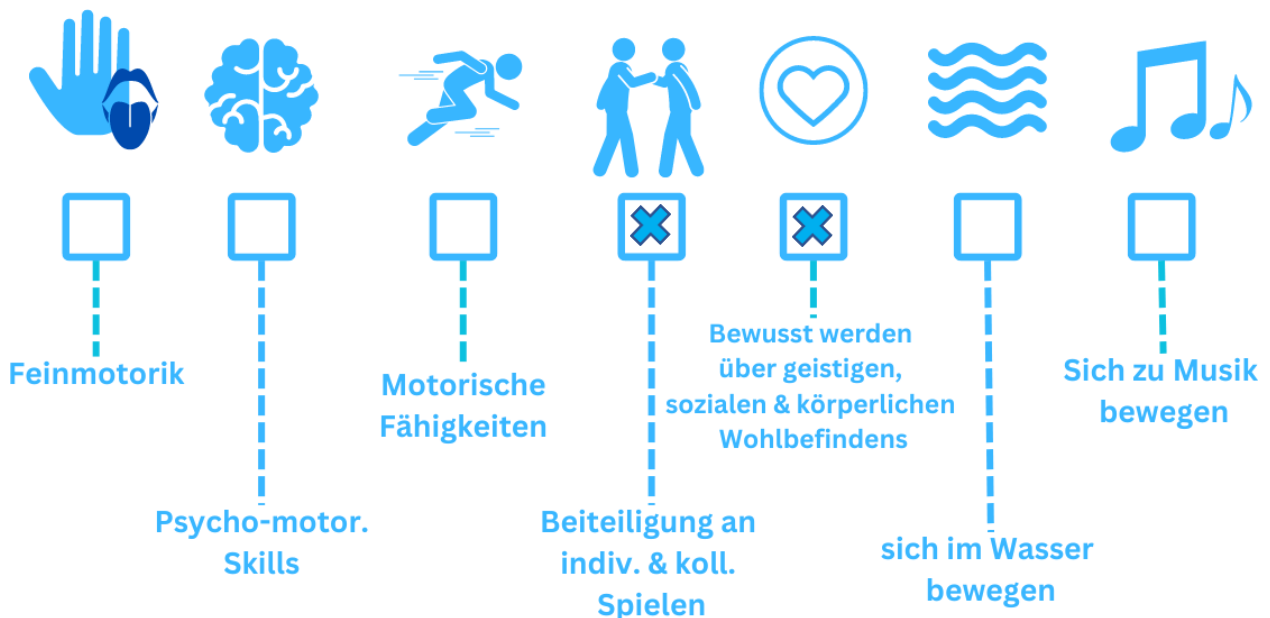 Feinmotorik
Psycho-motor.
Skills
Motorische
Fähigkeiten
Beiteiligung an
indiv. & koll.
Spielen
Bewusst werden
über geistigen,
sozialen & körperlichen
Wohlbefindens
sich im Wasser
bewegen
Sich zu Musik
bewegen